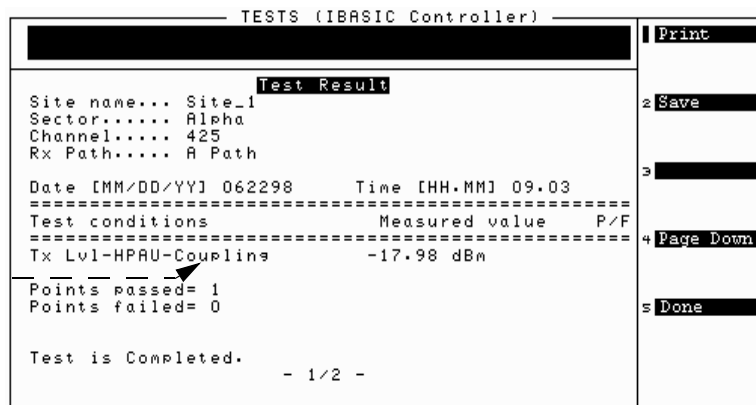 TESTS (IBASIC Controller)
Test Result
Site name... Site_1
Sector...... Alpha
Channel..... 425
Rx Path..... A Path
Date [MM/DD/YY] 062298 Time [HH.MM] 09.03
Test conditions Measured value P/F
Tx Lvl-HPAU-Coupling -17.98 dBm
Points passed= 1
Points failed= 0
Test is Completed.
- 1/2 -
1 Print
2 Save
3
4 Page Down
5 Done